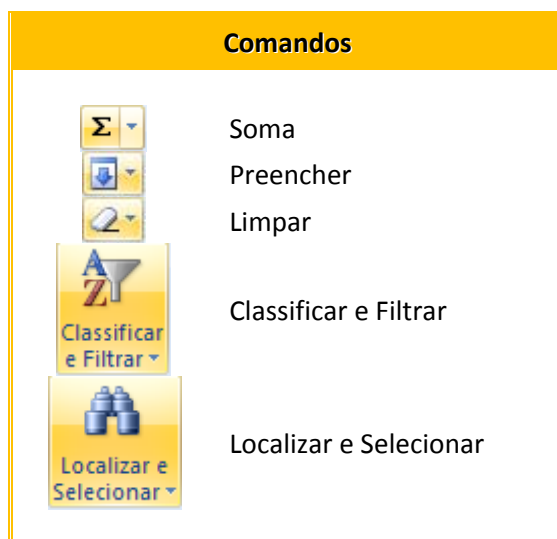 Comandos
Σ Soma
Preencher
Limpar
Classificar
e Filtrar
Classificar e Filtrar
Localizar e
Selecionar
Localizar e Selecionar